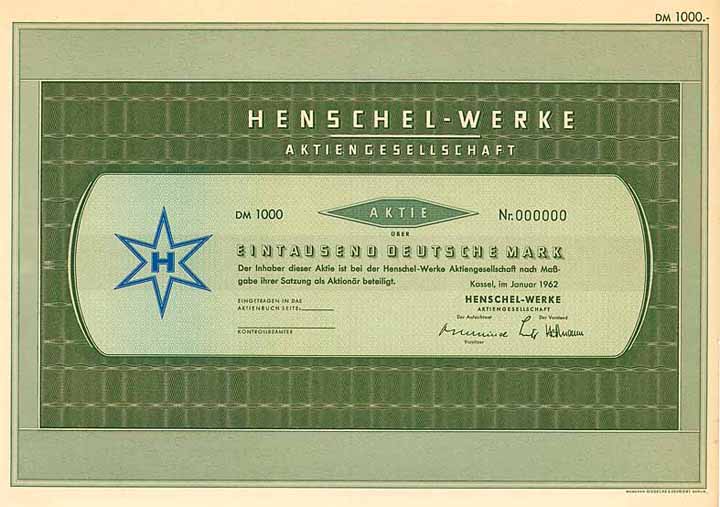 DM 1000.-
HENSCHEL-WERKE
AKTIENGESELLSCHAFT
DM 1000 AKTIE Nr. 000000
ÜBER
EINTAUSEND DEUTSCHE MARK
Der Inhaber dieser Aktie ist bei der Henschel-Werke Aktiengesellschaft nach Maß-
gabe ihrer Satzung als Aktionär beteiligt.
Kassel, im Januar 1962
H
EINGETRAGEN IN DAS
AKTIENBUCH SEITE:
KONTROLLBEAMTER
HENSCHEL-WERKE
AKTIENGESELLSCHAFT
Der Aufsichtsrat Der Vorstand
Vorsitzer